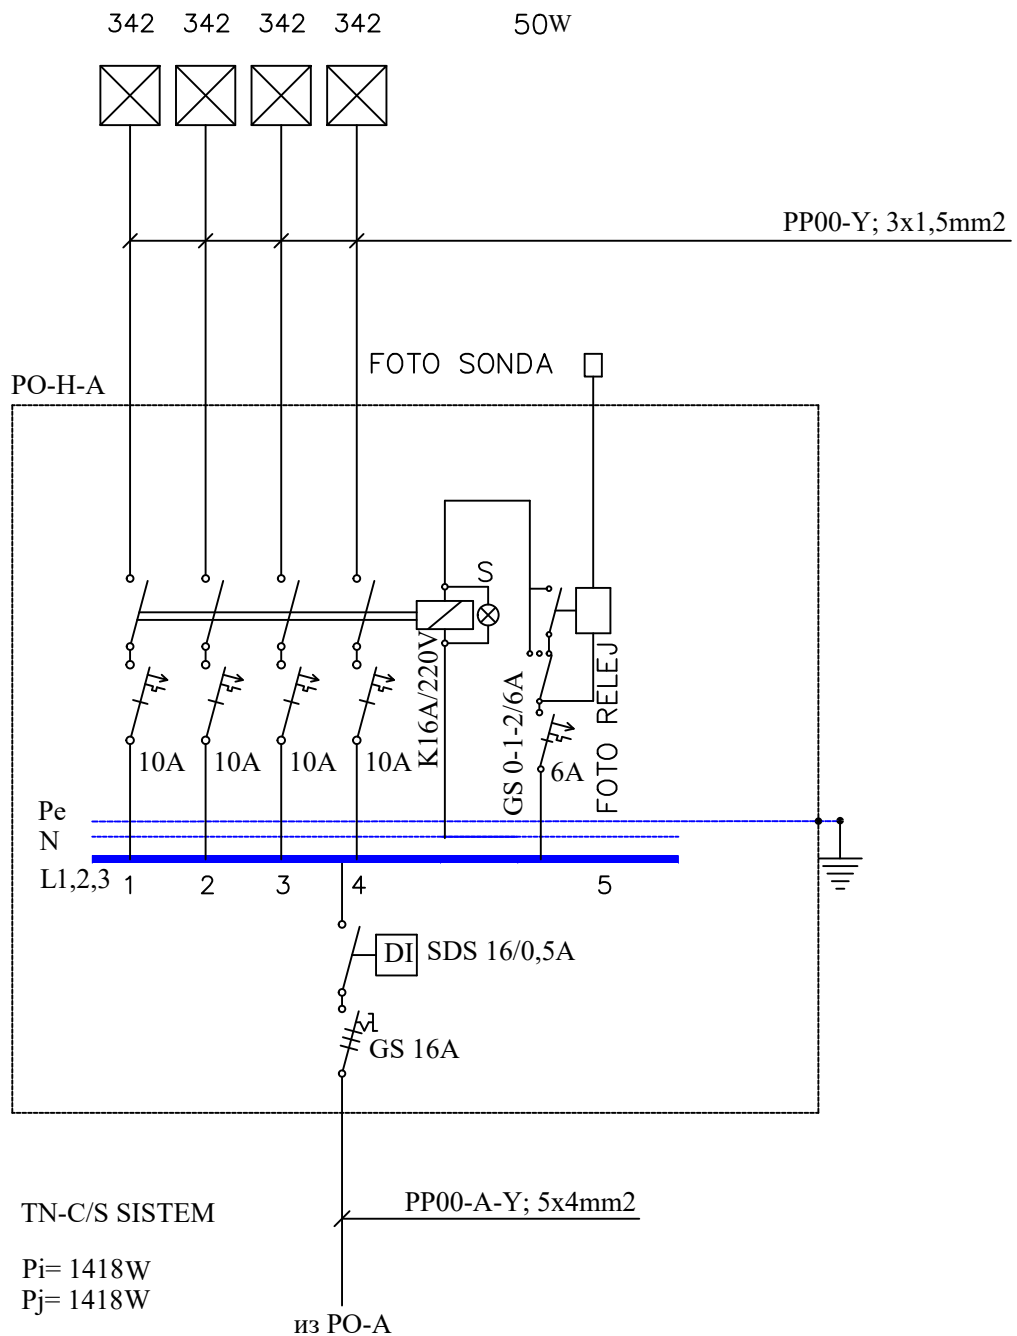 342 342 342 342 50W
PP00-Y; 3x1,5mm2
FOTO SONDA
PO-H-A
S
K16A/220V
GS 0-1-2/6A
FOTO RELEJ
10A 10A 10A 10A 6A
Pe
N
L1,2,3 1 2 3 4 5
DI SDS 16/0,5A
GS 16A
PP00-A-Y; 5x4mm2
TN-C/S SISTEM
Pi= 1418W
Pj= 1418W
из PO-A